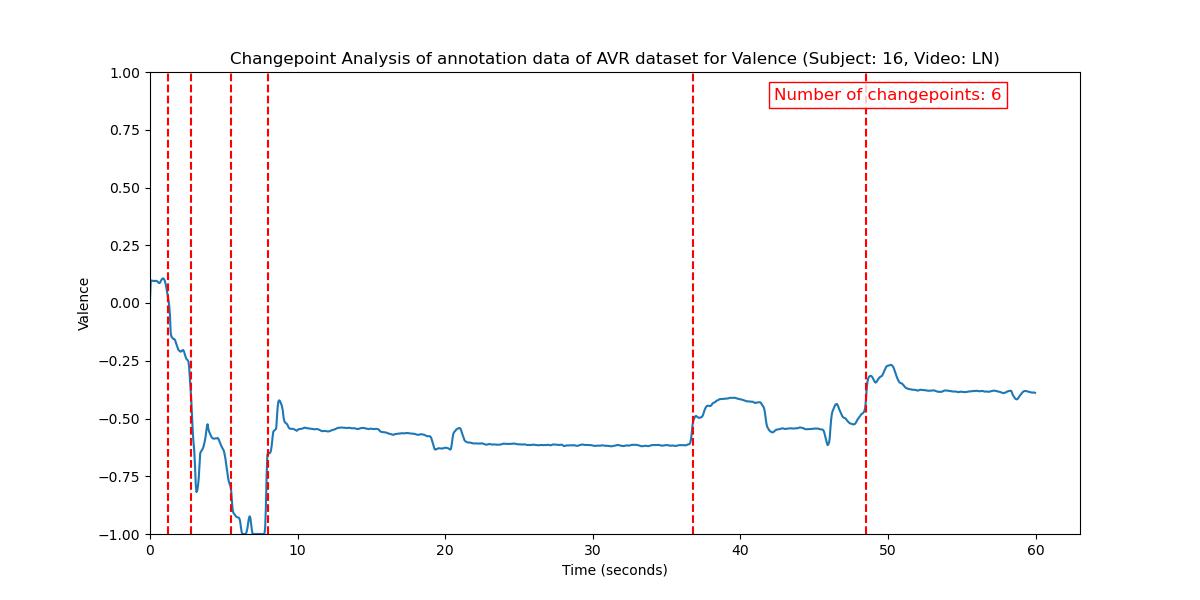 Changepoint Analysis of annotation data of AVR dataset for Valence (Subject: 16, Video: LN)
Number of changepoints: 6
1.00
0.75
0.50
0.25
0.00
−0.25
−0.50
−0.75
−1.00
Valence
0 10 20 30 40 50 60
Time (seconds)